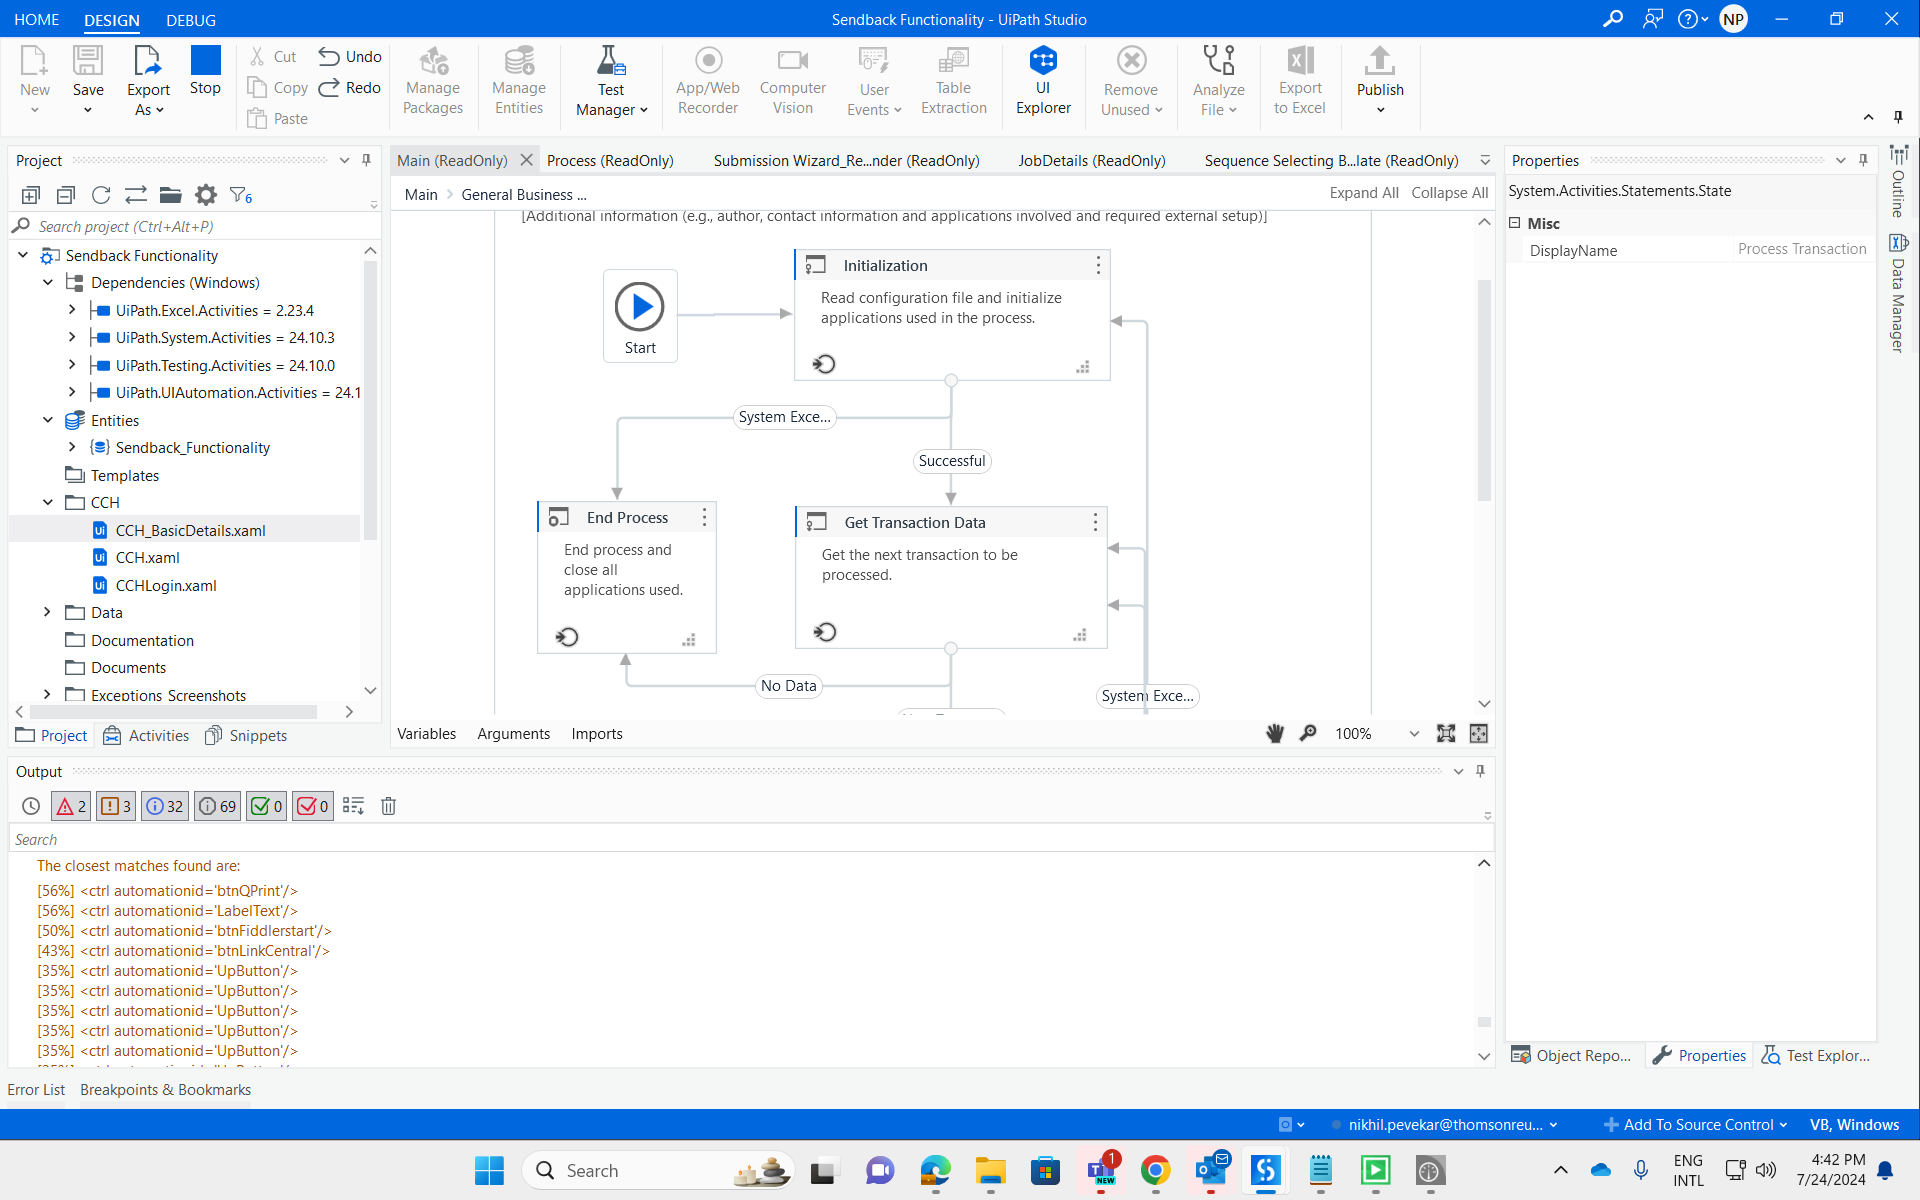 HOME
DESIGN
DEBUG
Sendback Functionality - UiPath Studio
NP
New
Save
Export As
Stop
Cut
Copy
Paste
Undo
Redo
Manage Packages
Manage Entities
Test Manager
App/Web Recorder
Computer Vision
User Events
Table Extraction
UI Explorer
Remove Unused
Analyze File
Export to Excel
Publish
Project
6
Search project (Ctrl+Alt+P)
Sendback Functionality
Dependencies (Windows)
UiPath.Excel.Activities = 2.23.4
UiPath.System.Activities = 24.10.3
UiPath.Testing.Activities = 24.10.0
UiPath.UIAutomation.Activities = 24.1
Entities
Sendback_Functionality
Templates
CCH
CCH_BasicDetails.xaml
CCH.xaml
CCHLogin.xaml
Data
Documentation
Documents
Exceptions Screenshots
Project
Activities
Snippets
Main (ReadOnly)
Process (ReadOnly)
Submission Wizard_Re...nder (ReadOnly)
JobDetails (ReadOnly)
Sequence Selecting B...late (ReadOnly)
Main > General Business ...
Expand All
Collapse All
[Additional information (e.g., author, contact information and applications involved and required external setup)]
Start
Initialization
Read configuration file and initialize
applications used in the process.
System Exce...
Successful
End Process
End process and
close all
applications used.
Get Transaction Data
Get the next transaction to be
processed.
No Data
System Exce...
Variables
Arguments
Imports
100%
Properties
System.Activities.Statements.State
Misc
DisplayName
Process Transaction
Outline
Data Manager
Output
2
3
32
69
0
0
Search
The closest matches found are:
[56%] <ctrl automationid='btnQPrint'/>
[56%] <ctrl automationid='LabelText'/>
[50%] <ctrl automationid='btnFiddlerstart'/>
[43%] <ctrl automationid='btnLinkCentral'/>
[35%] <ctrl automationid='UpButton'/>
[35%] <ctrl automationid='UpButton'/>
[35%] <ctrl automationid='UpButton'/>
[35%] <ctrl automationid='UpButton'/>
[35%] <ctrl automationid='UpButton'/>
Object Repo...
Properties
Test Explor...
Error List
Breakpoints & Bookmarks
nikhil.pevekar@thomsonreu...
Add To Source Control
VB, Windows
Search
1
NEW
ENG
INTL
4:42 PM
7/24/2024